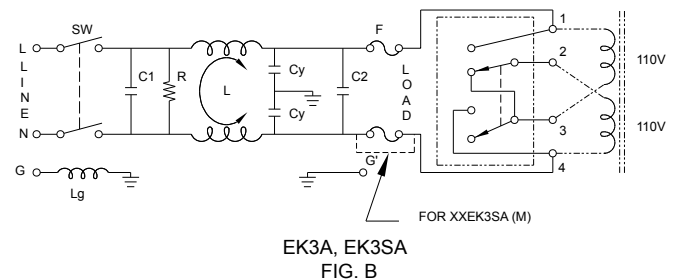 SW
F
1
L
L
I
N
E
N
C1
R
L
Cy
Cy
C2
L
O
A
D
2
3
4
110V
110V
G
Lg
G'
FOR XXEK3SA (M)
EK3A, EK3SA
FIG. B